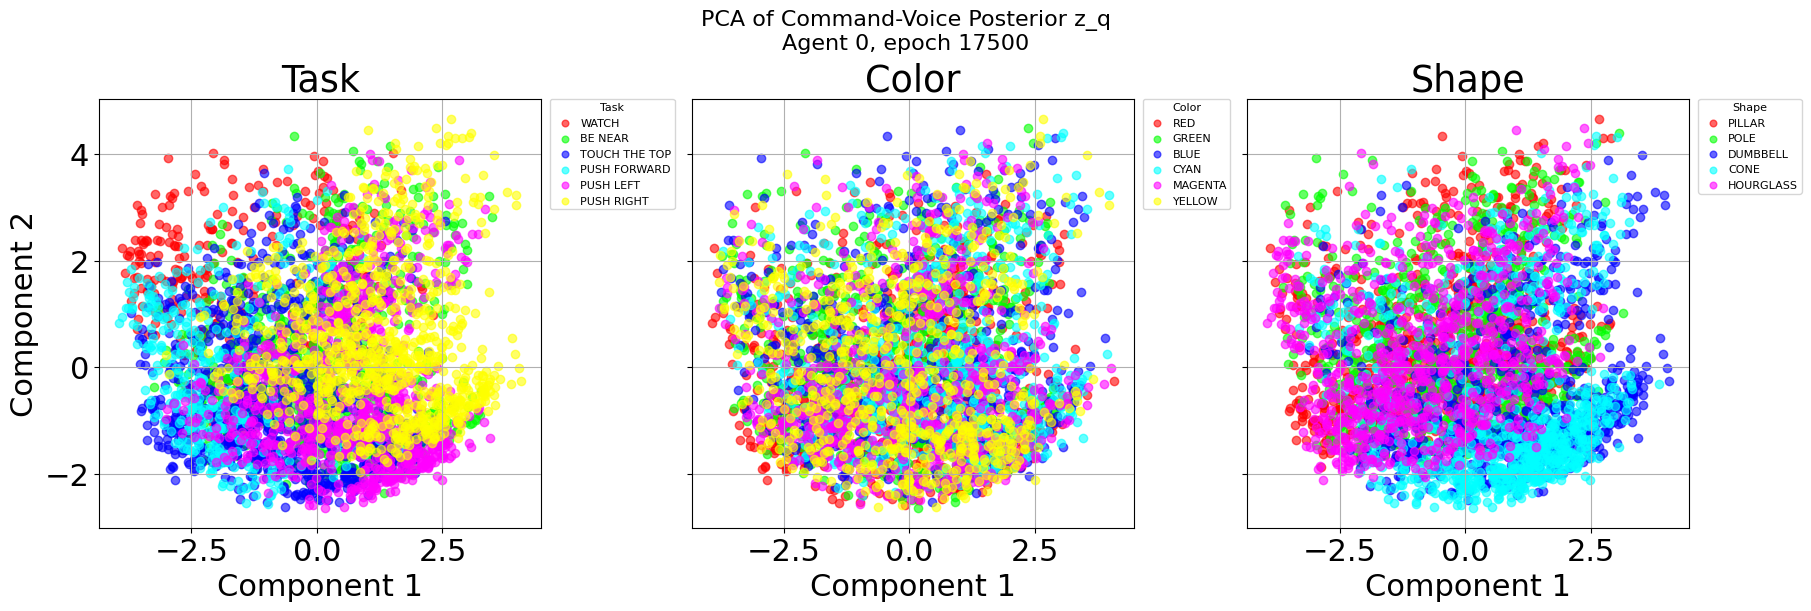 PCA of Command-Voice Posterior z_q
Agent 0, epoch 17500
Task
Color
Shape
Task
WATCH
BE NEAR
TOUCH THE TOP
PUSH FORWARD
PUSH LEFT
PUSH RIGHT
Color
RED
GREEN
BLUE
CYAN
MAGENTA
YELLOW
Shape
PILLAR
POLE
DUMBBELL
CONE
HOURGLASS
Component 2
4
2
0
−2
−2.5 0.0 2.5
−2.5 0.0 2.5
−2.5 0.0 2.5
Component 1
Component 1
Component 1